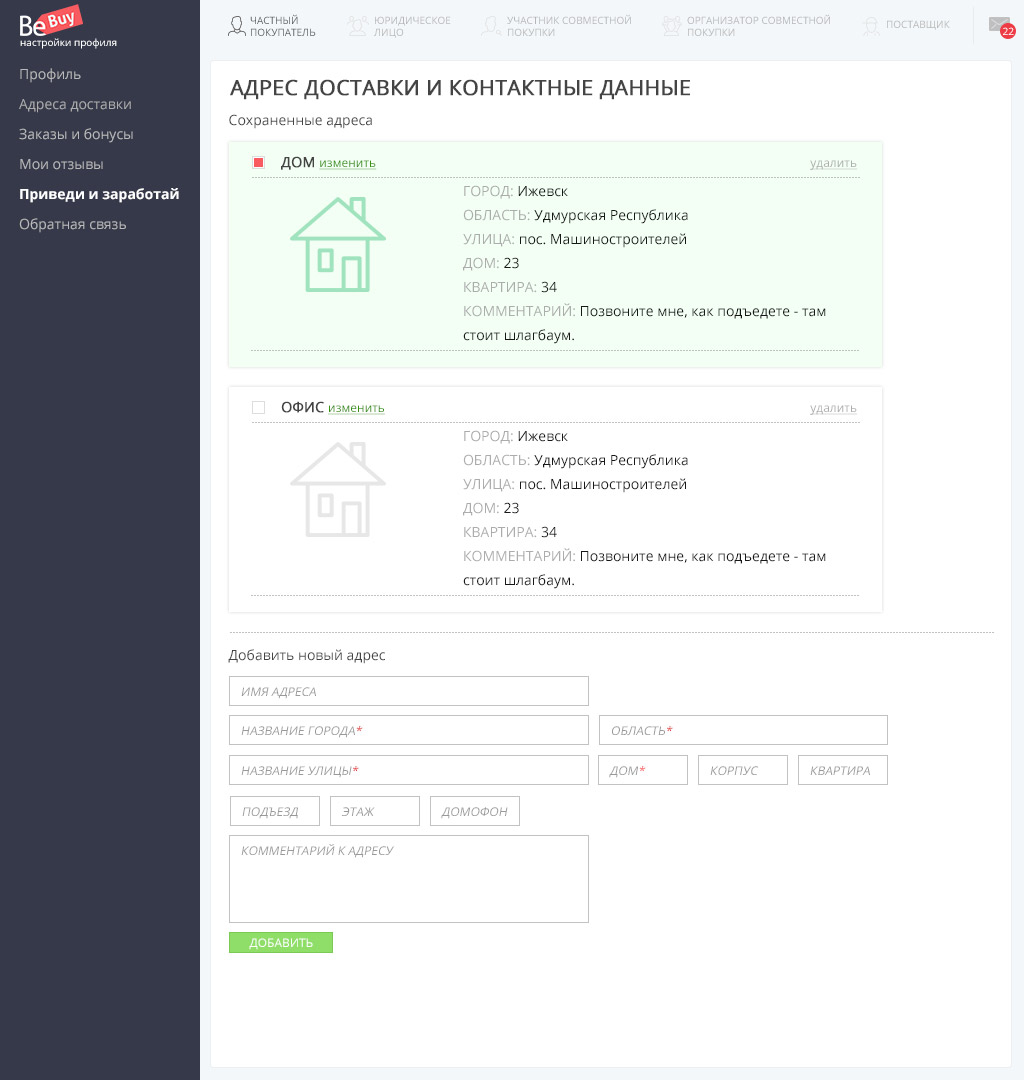 Be Buy
настройки профиля
Профиль
Адреса доставки
Заказы и бонусы
Мои отзывы
Приведи и заработай
Обратная связь
ЧАСТНЫЙ
ПОКУПАТЕЛЬ
ЮРИДИЧЕСКОЕ
ЛИЦО
УЧАСТНИК СОВМЕСТНОЙ
ПОКУПКИ
ОРГАНИЗАТОР СОВМЕСТНОЙ
ПОКУПКИ
ПОСТАВЩИК
22
АДРЕС ДОСТАВКИ И КОНТАКТНЫЕ ДАННЫЕ
Сохраненные адреса
ДОМ изменить удалить
ГОРОД: Ижевск
ОБЛАСТЬ: Удмурская Республика
УЛИЦА: пос. Машиностроителей
ДОМ: 23
КВАРТИРА: 34
КОММЕНТАРИЙ: Позвоните мне, как подъедете - там
стоит шлагбаум.
ОФИС изменить удалить
ГОРОД: Ижевск
ОБЛАСТЬ: Удмурская Республика
УЛИЦА: пос. Машиностроителей
ДОМ: 23
КВАРТИРА: 34
КОММЕНТАРИЙ: Позвоните мне, как подъедете - там
стоит шлагбаум.
Добавить новый адрес
ИМЯ АДРЕСА
НАЗВАНИЕ ГОРОДА* ОБЛАСТЬ*
НАЗВАНИЕ УЛИЦЫ* ДОМ* КОРПУС КВАРТИРА
ПОДЪЕЗД ЭТАЖ ДОМОФОН
КОММЕНТАРИЙ К АДРЕСУ
ДОБАВИТЬ